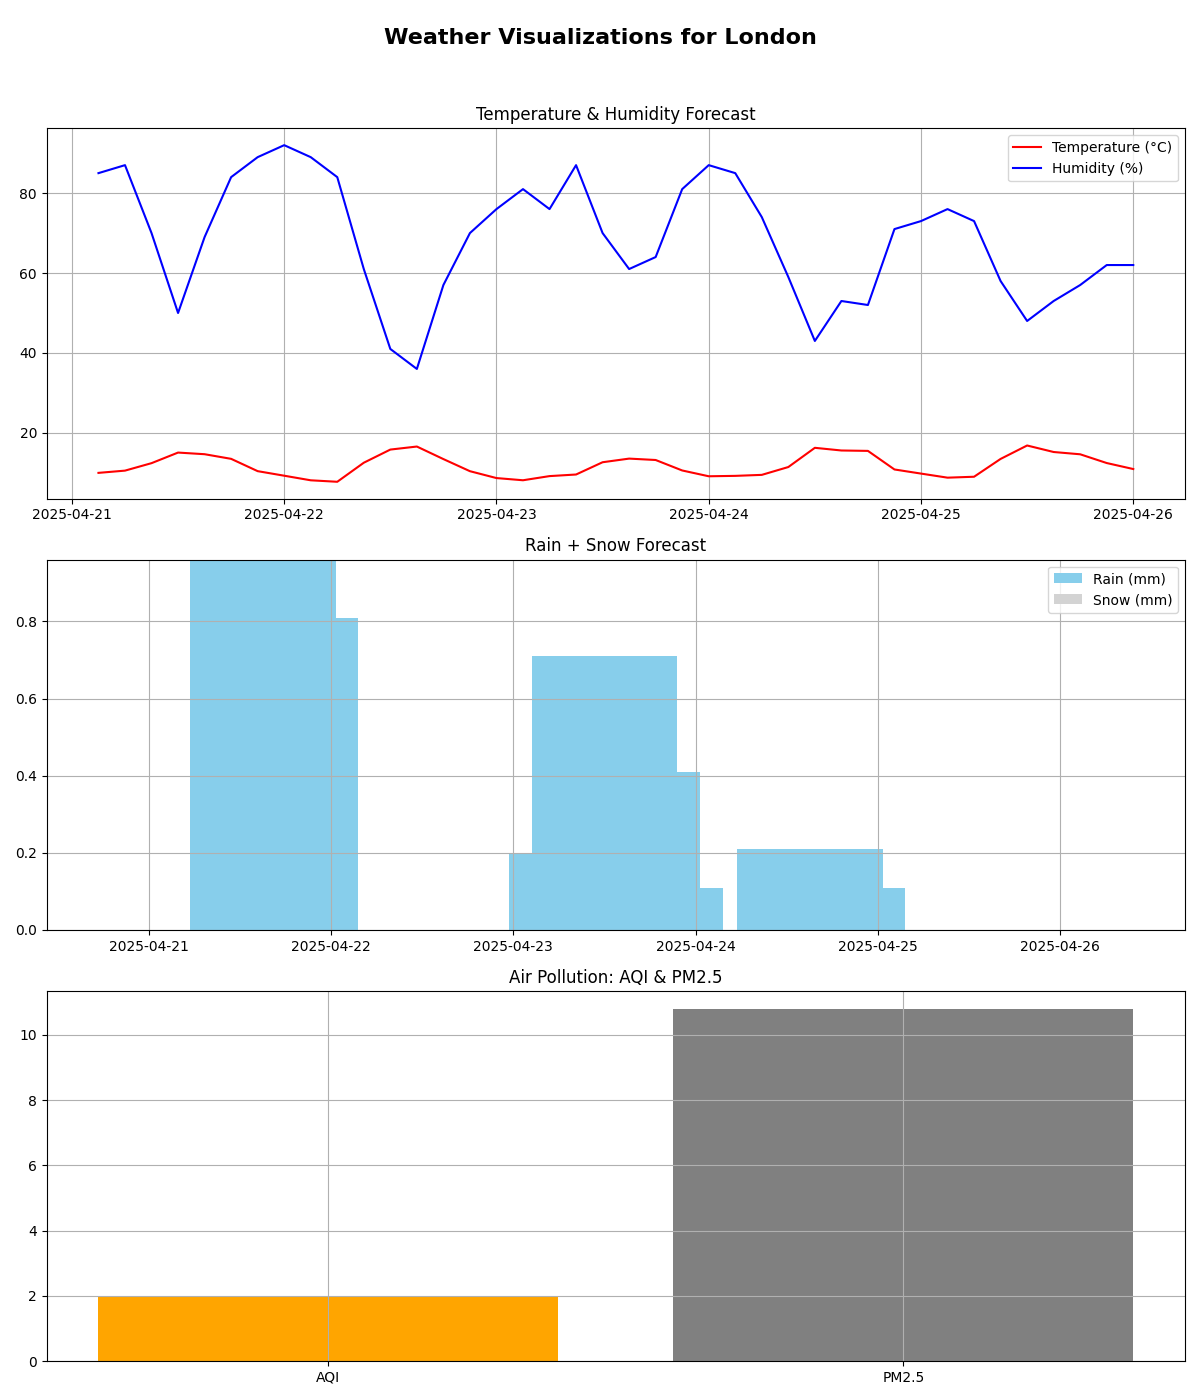 Weather Visualizations for London
Temperature & Humidity Forecast
Temperature (°C)
Humidity (%)
80
60
40
20
2025-04-21 2025-04-22 2025-04-23 2025-04-24 2025-04-25 2025-04-26
Rain + Snow Forecast
Rain (mm)
Snow (mm)
0.8
0.6
0.4
0.2
0.0
2025-04-21 2025-04-22 2025-04-23 2025-04-24 2025-04-25 2025-04-26
Air Pollution: AQI & PM2.5
10
8
6
4
2
0
AQI PM2.5